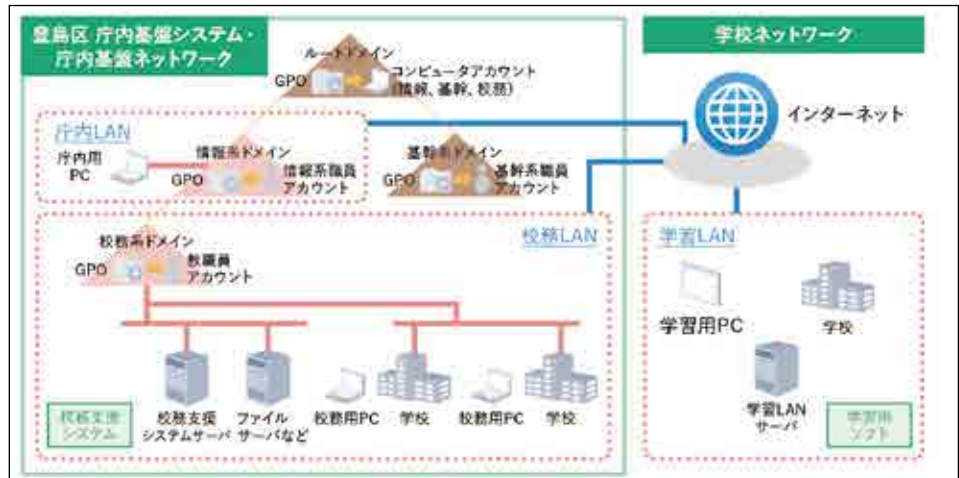 豊島区 庁内基盤システム・
庁内基盤ネットワーク
学校ネットワーク
ルートドメイン
GPO
コンピュータアカウント
(情報、基幹、校務)
インターネット
庁内LAN
庁内用
PC
情報系ドメイン
GPO
情報系職員
アカウント
基幹系ドメイン
GPO
基幹系職員
アカウント
校務LAN
学習LAN
校務系ドメイン
GPO
教職員
アカウント
学習用PC
学校
校務支援
システム
校務支援
システムサーバ
ファイル
サーバなど
校務用PC
学校
校務用PC
学校
学習LAN
サーバ
学習用
ソフト